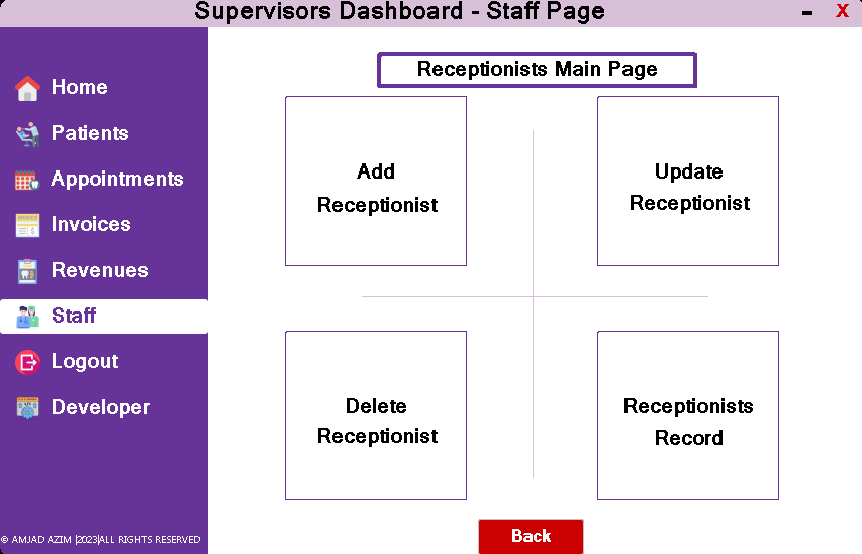 Supervisors Dashboard - Staff Page
X
Home
Patients
Appointments
Invoices
Revenues
Staff
Logout
Developer
© AMJAD AZIM |2023|ALL RIGHTS RESERVED
Receptionists Main Page
Add
Receptionist
Update
Receptionist
Delete
Receptionist
Receptionists
Record
Back